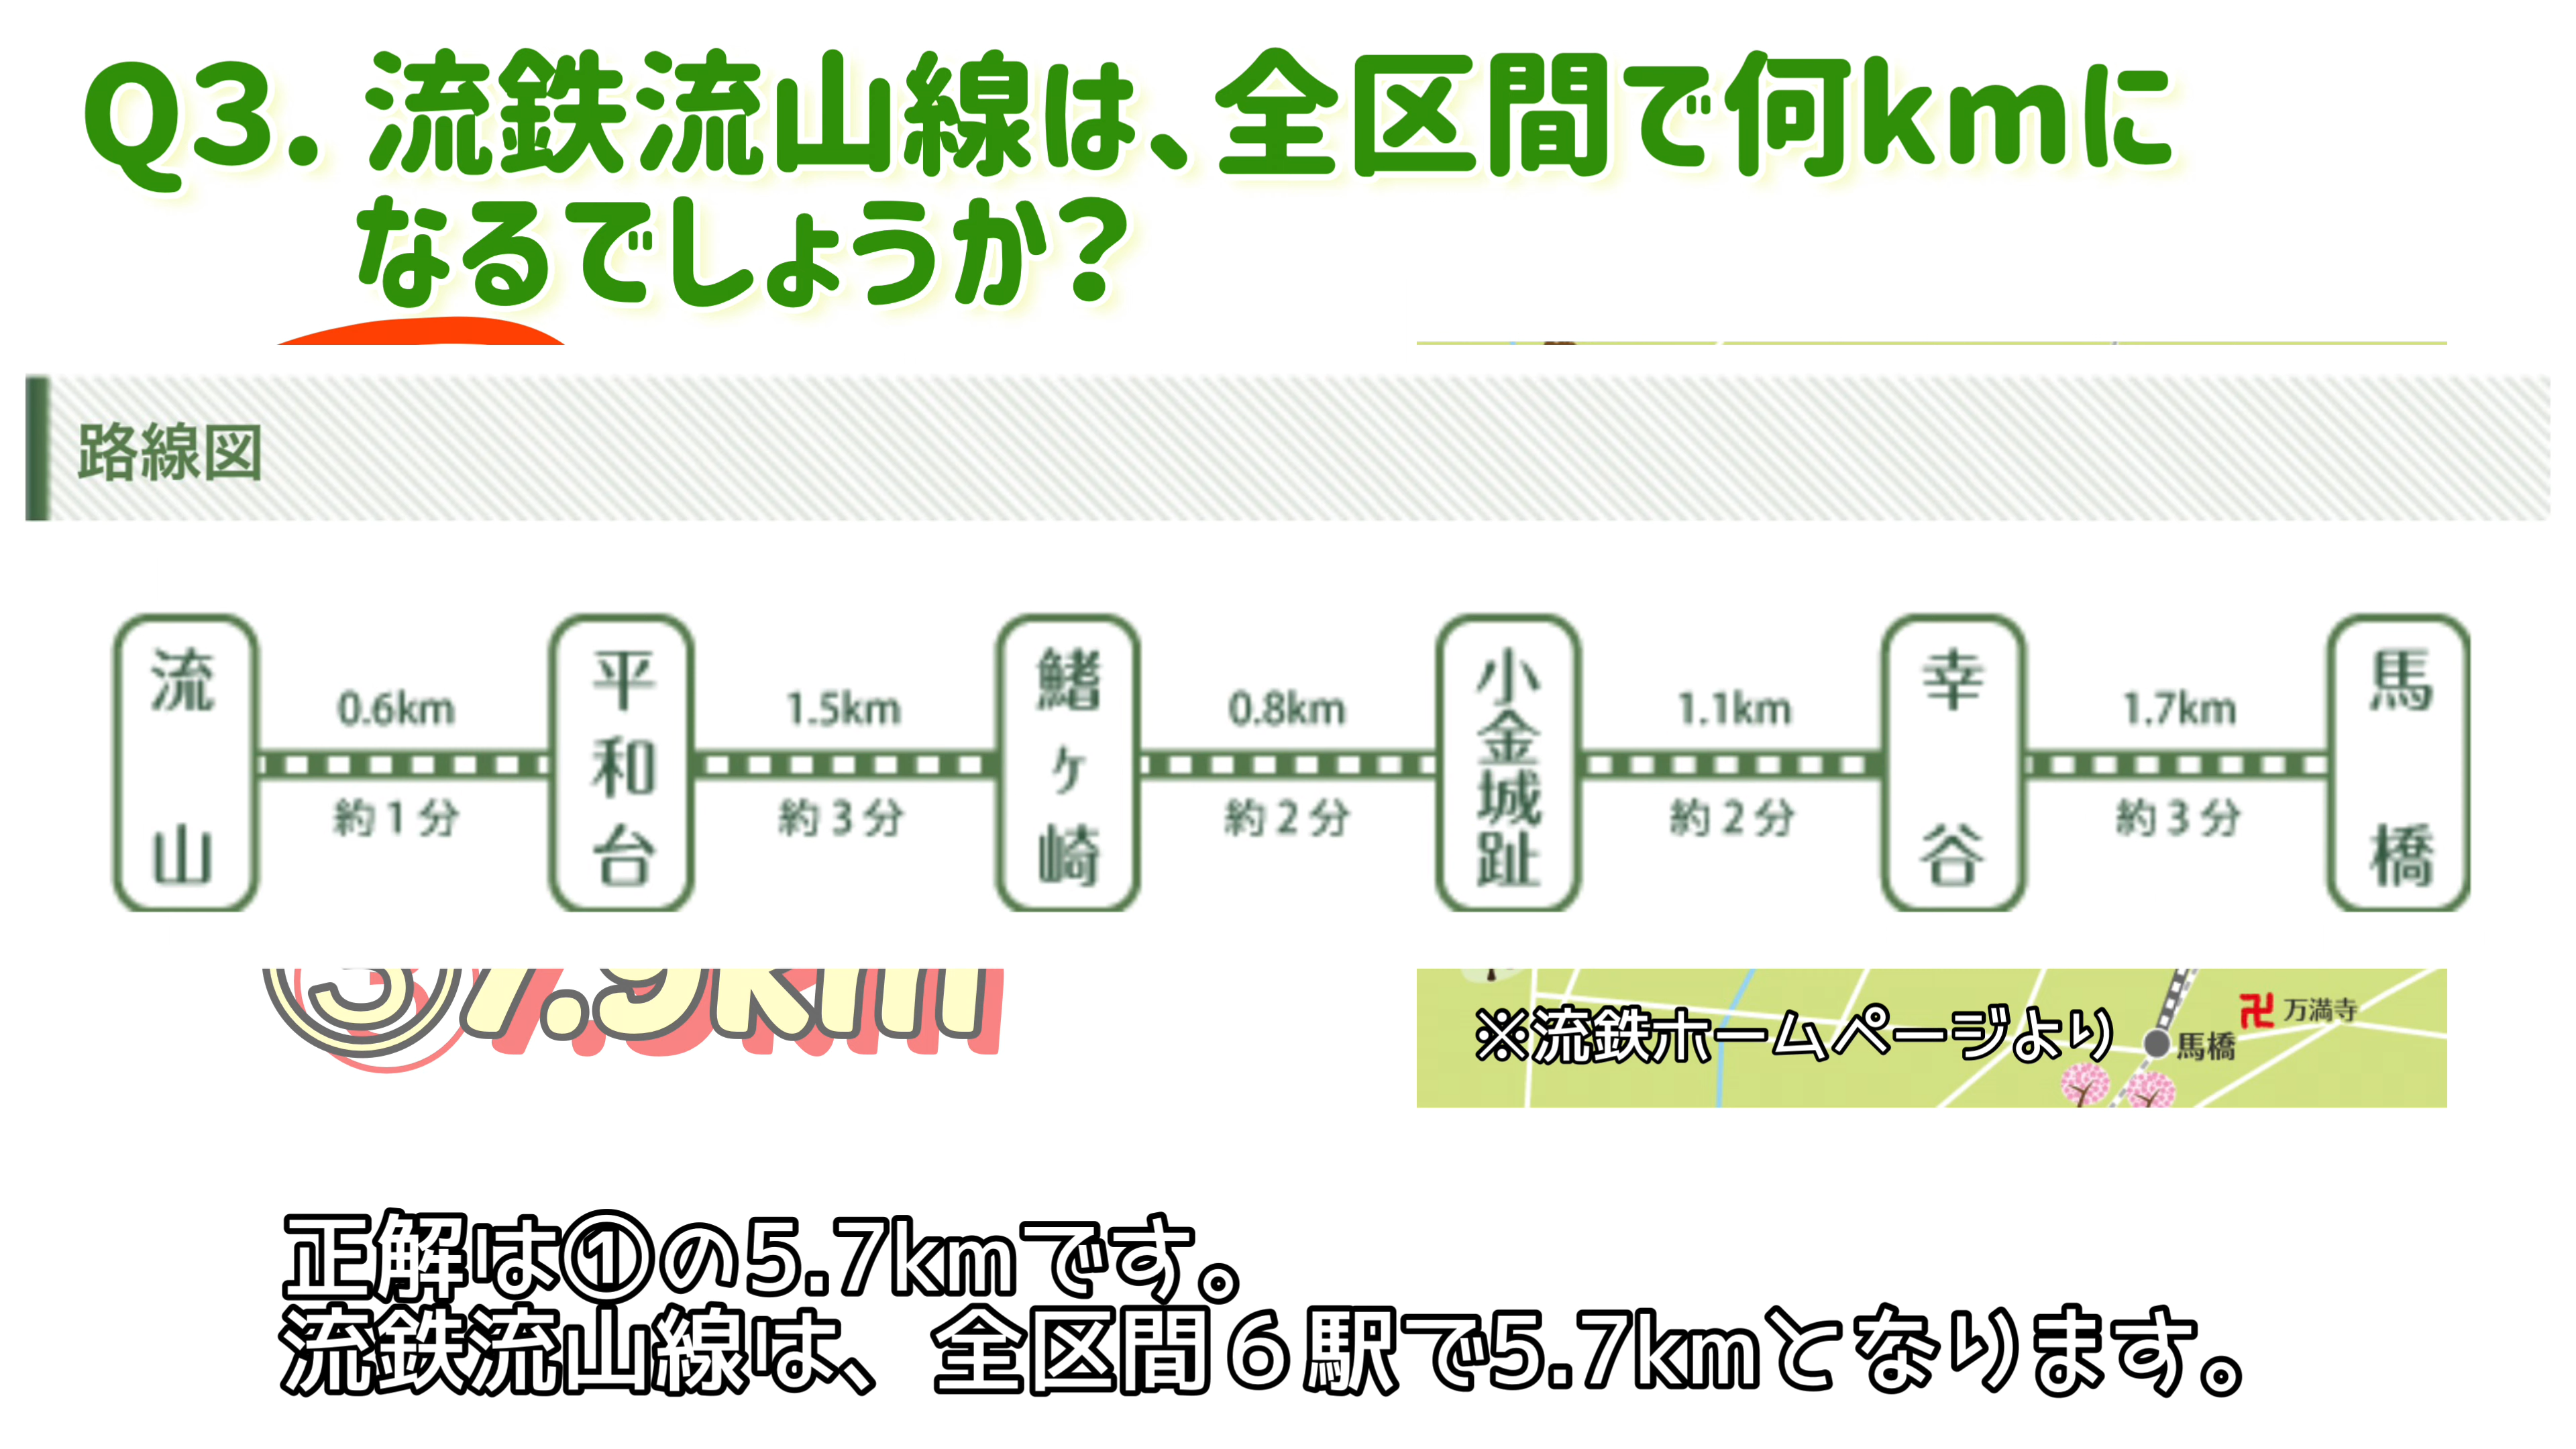 Q3. 流鉄流山線は、全区間で何kmに
なるでしょうか?
路線図
流山
0.6km
約1分
平和台
1.5km
約3分
鰭ヶ崎
0.8km
約2分
小金城趾
1.1km
約2分
幸谷
1.7km
約3分
馬橋
③7.9km
※流鉄ホームページより
万満寺
馬橋
正解は①の5.7kmです。
流鉄流山線は、全区間６駅で5.7kmとなります。